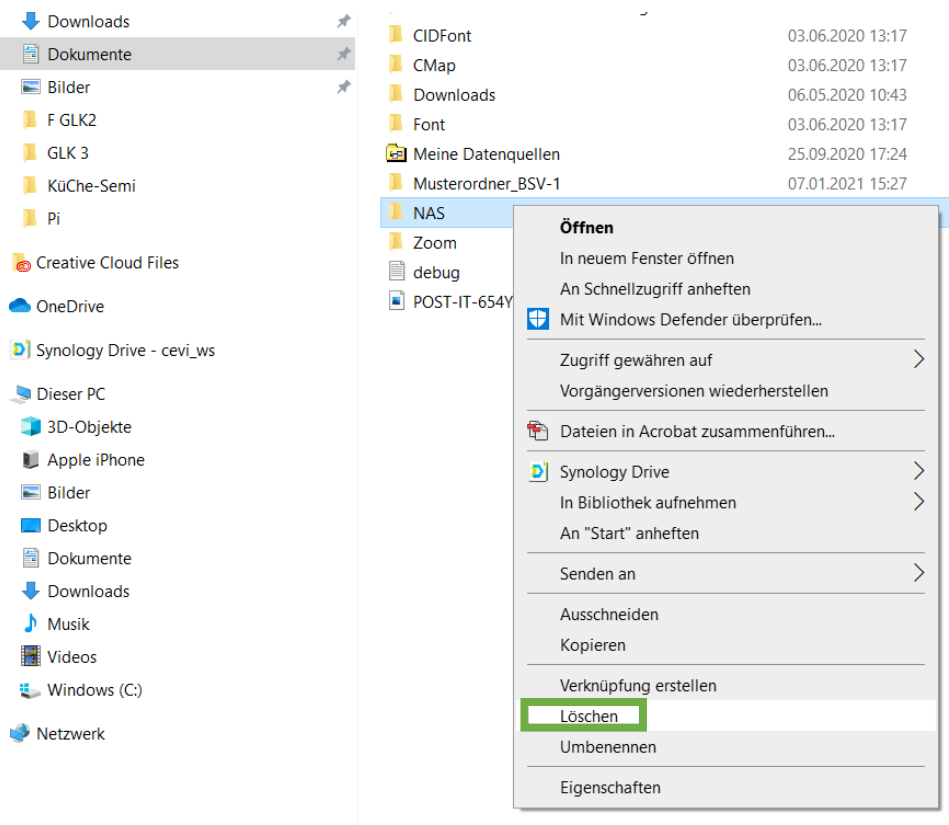 Downloads
Dokumente
Bilder
F GLK2
GLK 3
KüChe-Semi
Pi
Creative Cloud Files
OneDrive
Synology Drive - cevi_ws
Dieser PC
3D-Objekte
Apple iPhone
Bilder
Desktop
Dokumente
Downloads
Musik
Videos
Windows (C:)
Netzwerk
CIDFont 03.06.2020 13:17
CMap 03.06.2020 13:17
Downloads 06.05.2020 10:43
Font 03.06.2020 13:17
Meine Datenquellen 25.09.2020 17:24
Musterordner_BSV-1 07.01.2021 15:27
NAS
Zoom
debug
POST-IT-654Y
Öffnen
In neuem Fenster öffnen
An Schnellzugriff anheften
Mit Windows Defender überprüfen...
Zugriff gewähren auf
Vorgängerversionen wiederherstellen
Dateien in Acrobat zusammenführen...
Synology Drive
In Bibliothek aufnehmen
An "Start" anheften
Senden an
Ausschneiden
Kopieren
Verknüpfung erstellen
Löschen
Umbenennen
Eigenschaften